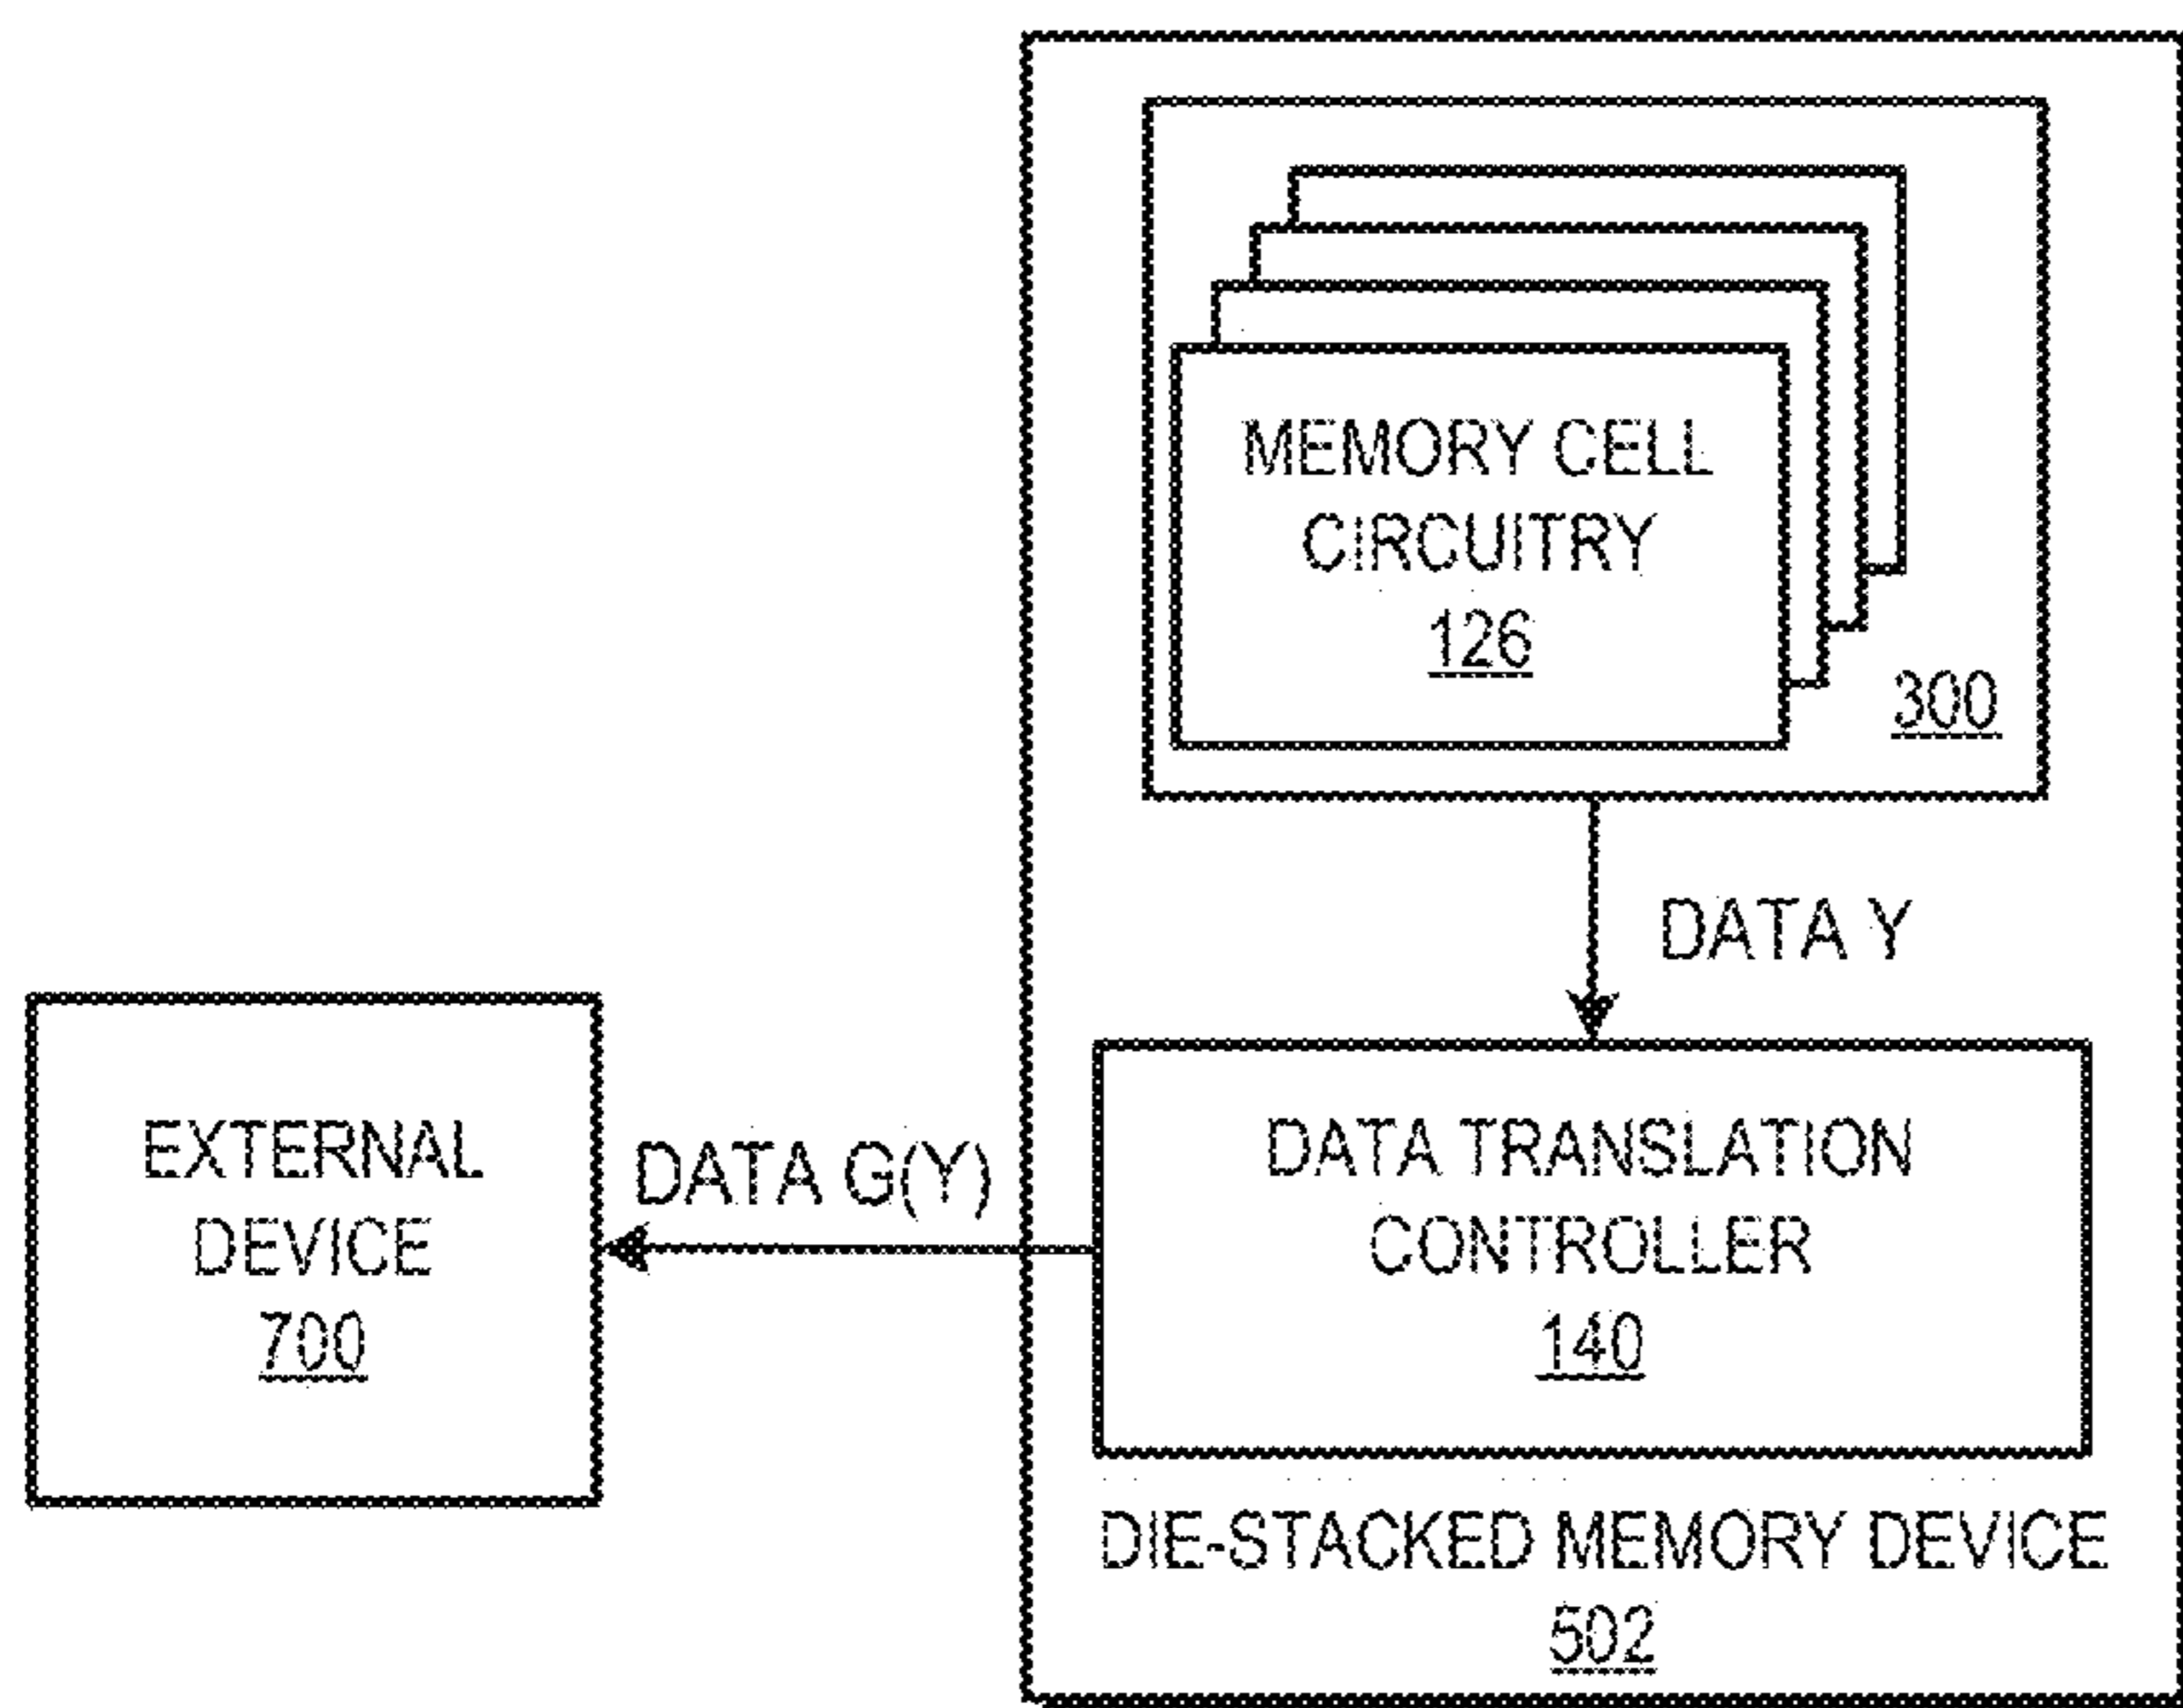 MEMORY CELL
CIRCUITRY
126
300
DATA Y
EXTERNAL
DEVICE
700
DATA G(Y)
DATA TRANSLATION
CONTROLLER
140
DIE-STACKED MEMORY DEVICE
502